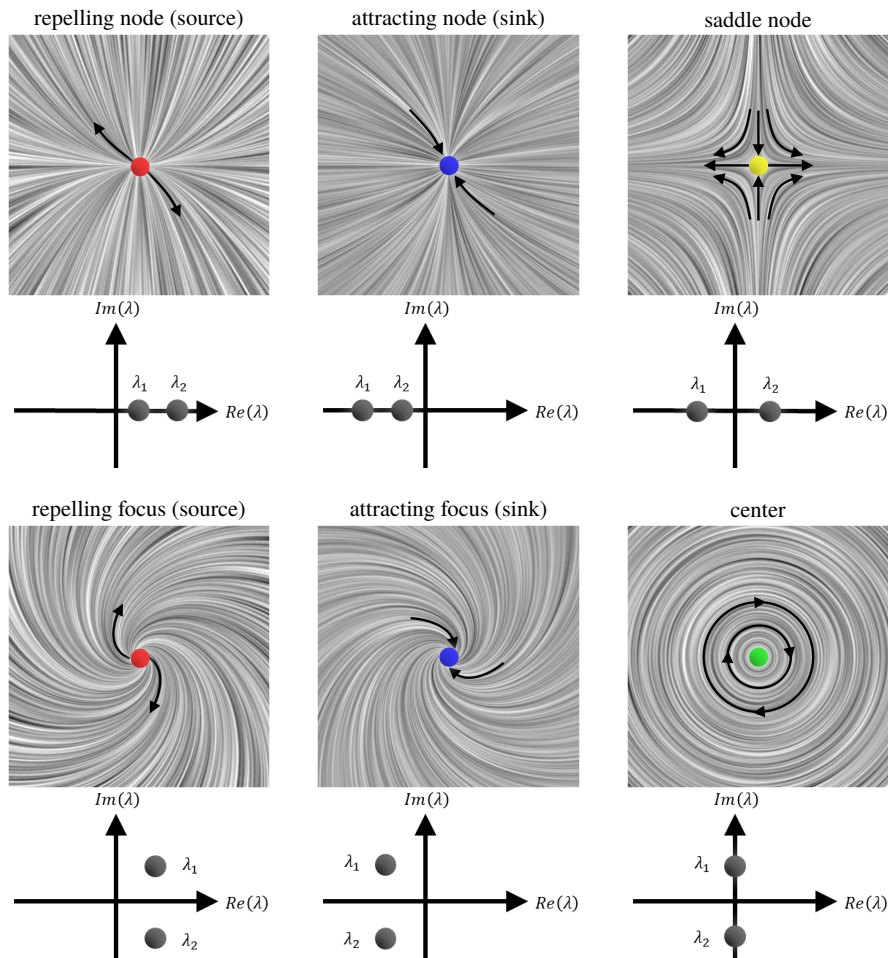 repelling node (source)
attracting node (sink)
saddle node
Im(λ)
Im(λ)
Im(λ)
λ₁
λ₂
Re(λ)
λ₁
λ₂
Re(λ)
λ₁
λ₂
Re(λ)
repelling focus (source)
attracting focus (sink)
center
Im(λ)
Im(λ)
Im(λ)
λ₁
λ₁
λ₁
Re(λ)
Re(λ)
Re(λ)
λ₂
λ₂
λ₂